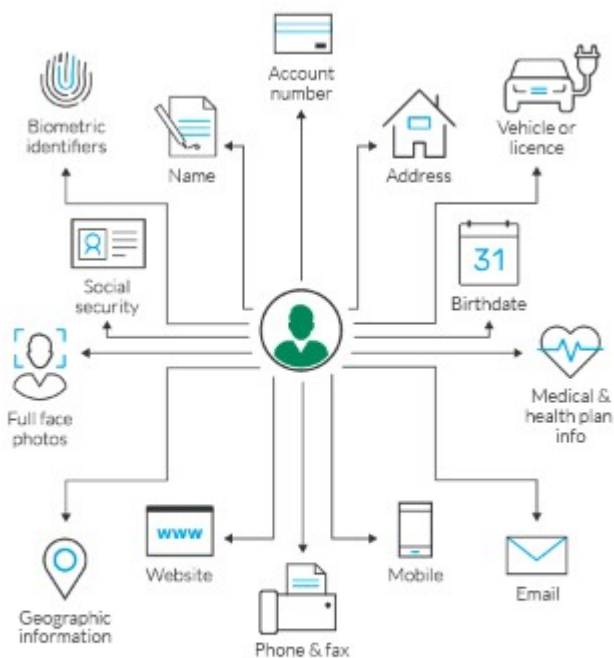 Account
number
Biometric
identifiers
Name
Address
Vehicle or
licence
Social
security
31
Birthdate
Full face
photos
Medical &
health plan
info
Geographic
information
www
Website
Phone & fax
Mobile
Email